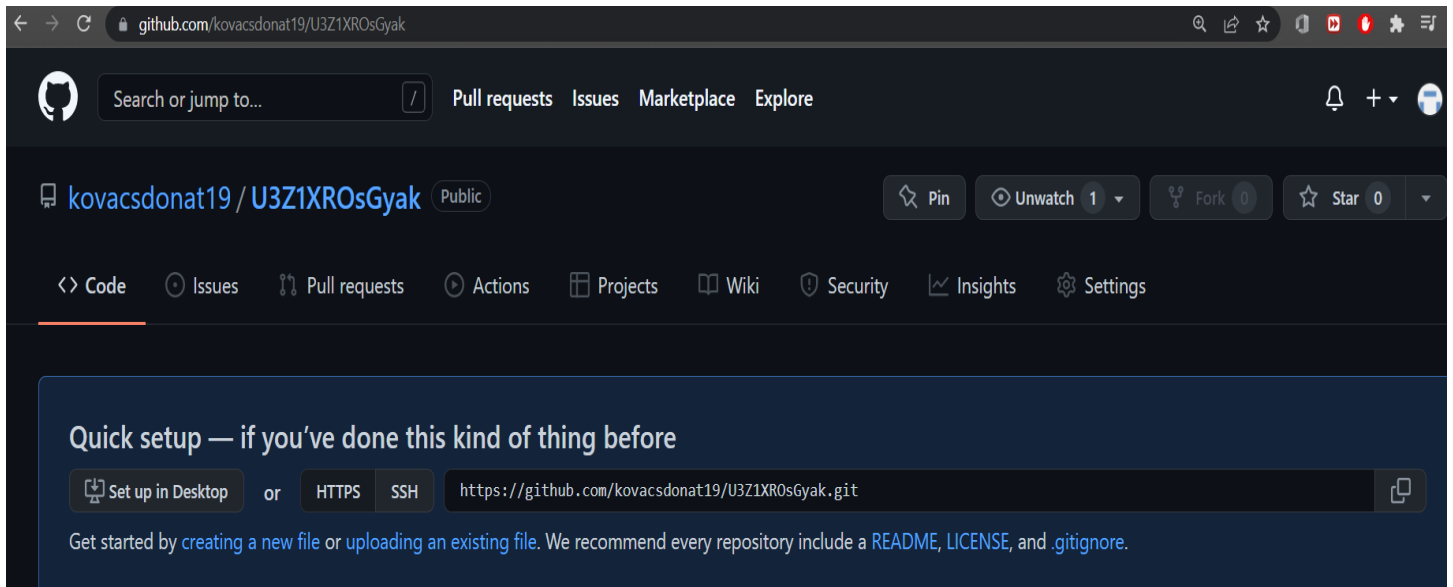 github.com/kovacsdonat19/U3Z1XROsGyak
Search or jump to... / Pull requests Issues Marketplace Explore
kovacsdonat19 / U3Z1XROsGyak Public Pin Unwatch 1 Fork 0 Star 0
<> Code Issues Pull requests Actions Projects Wiki Security Insights Settings
Quick setup — if you’ve done this kind of thing before
Set up in Desktop or HTTPS SSH https://github.com/kovacsdonat19/U3Z1XROsGyak.git
Get started by creating a new file or uploading an existing file. We recommend every repository include a README, LICENSE, and .gitignore.